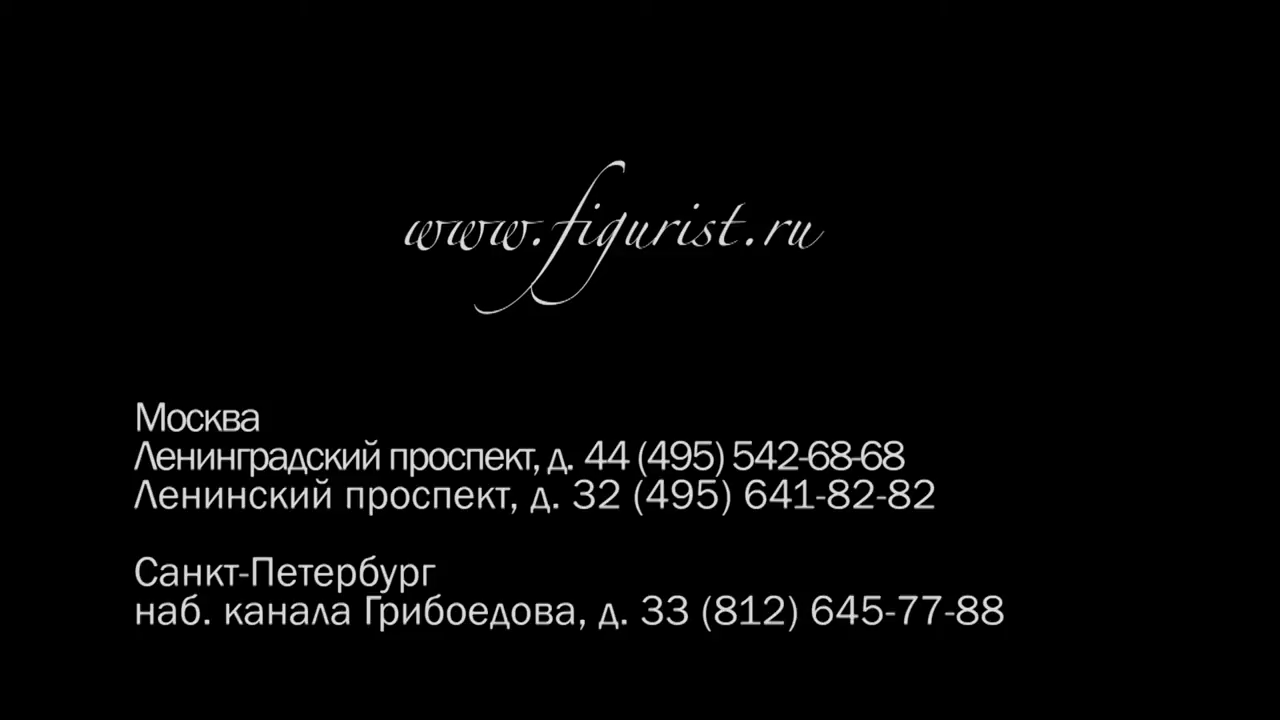 www.figurist.ru
Москва
Ленинградский проспект, д. 44 (495) 542-68-68
Ленинский проспект, д. 32 (495) 641-82-82
Санкт-Петербург
наб. канала Грибоедова, д. 33 (812) 645-77-88